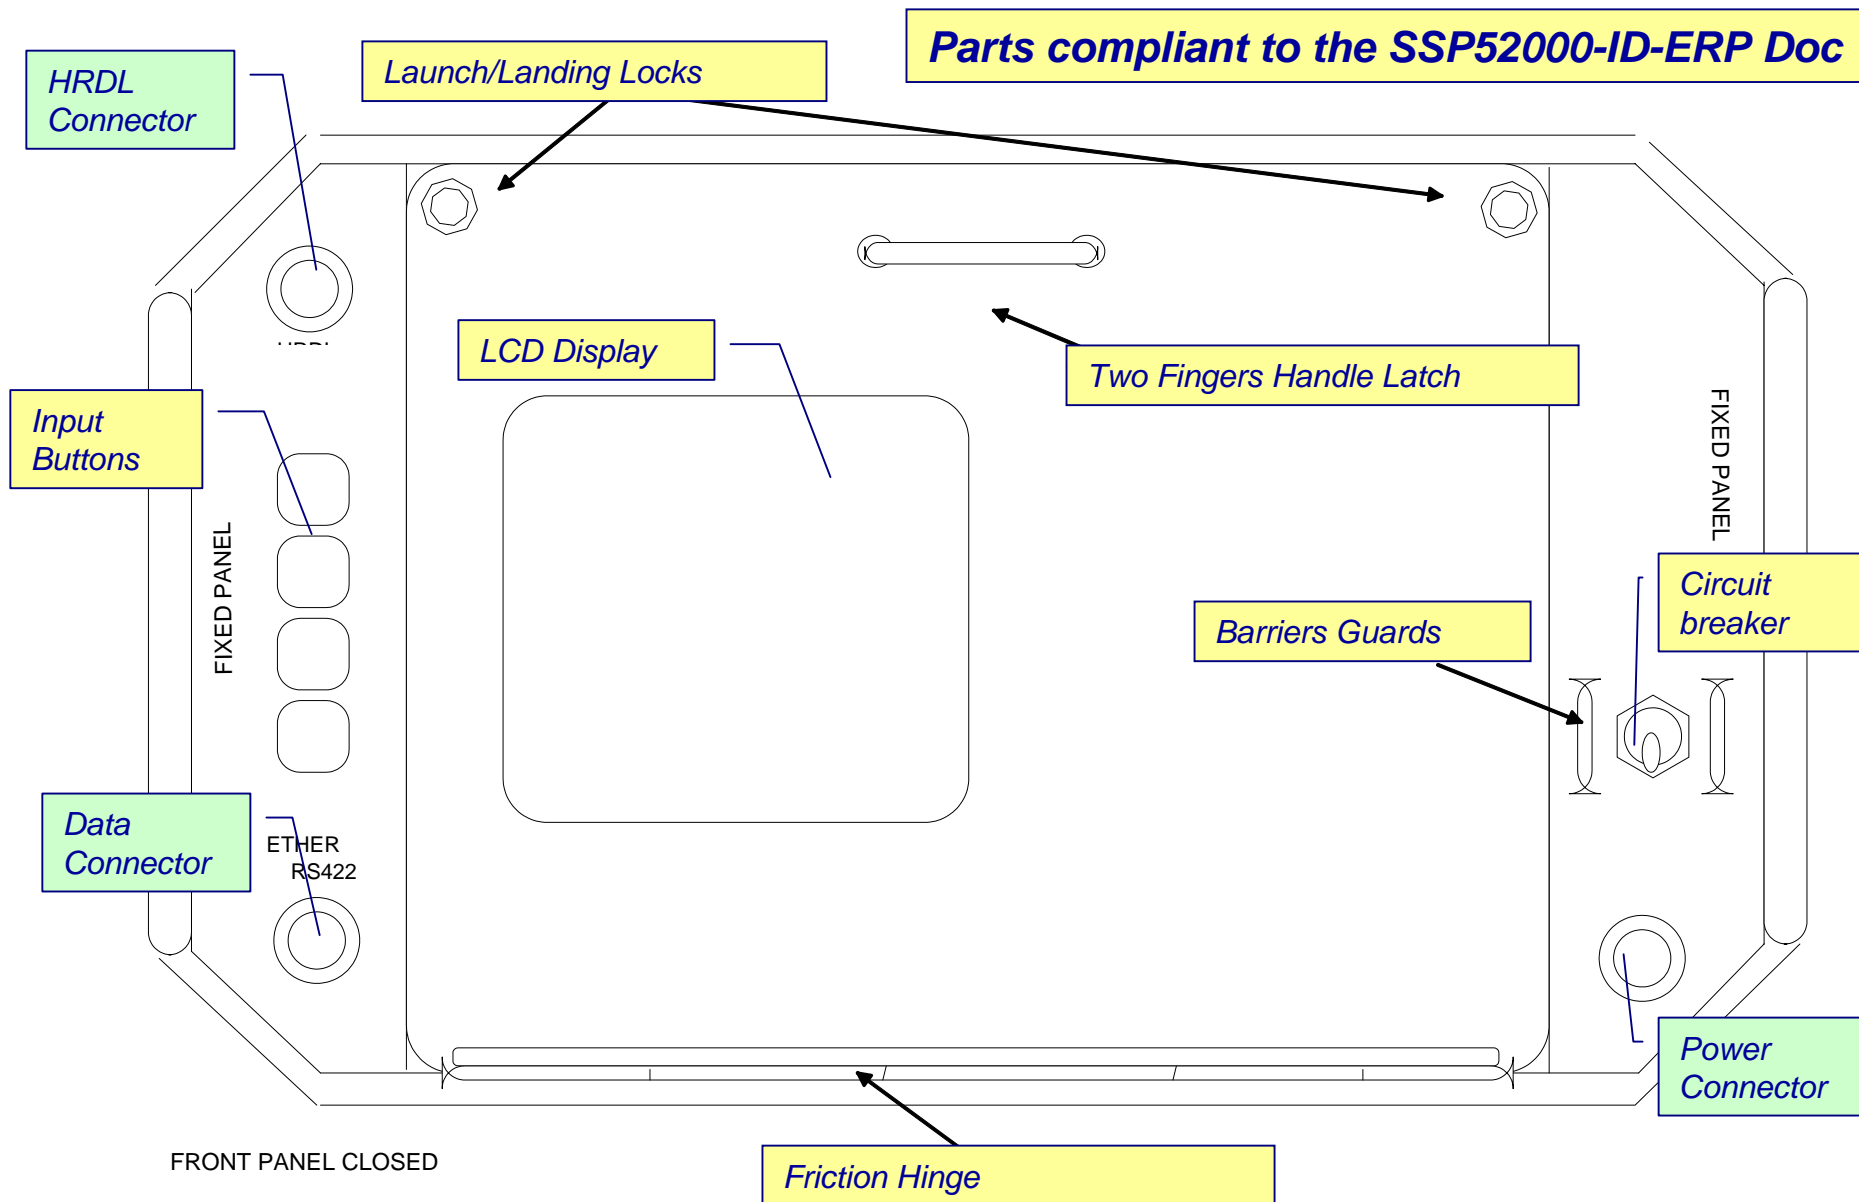 Parts compliant to the SSP52000-ID-ERP Doc
HRDL
Connector
Launch/Landing Locks
LCD Display
Two Fingers Handle Latch
Input
Buttons
FIXED PANEL
FIXED PANEL
Circuit
breaker
Barriers Guards
Data
Connector
ETHER
RS422
Power
Connector
FRONT PANEL CLOSED
Friction Hinge